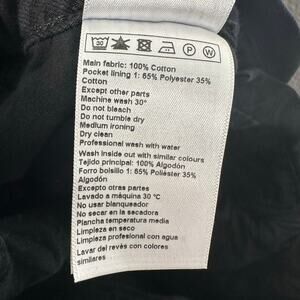 30 P W
Main fabric: 100% Cotton
Pocket lining 1: 65% Polyester 35%
Cotton
Except other parts
Machine wash 30°
Do not bleach
Do not tumble dry
Medium ironing
Dry clean
Professional wash with water
Wash inside out with similar colours
Tejido principal: 100% Algodón
Forro bolsillo 1: 65% Poliéster 35%
Algodón
Excepto otras partes
Lavado a máquina 30 °C
No usar blanqueador
No secar en la secadora
Plancha temperatura media
Limpieza en seco
Limpieza profesional con agua
Lavar del revés con colores
similares